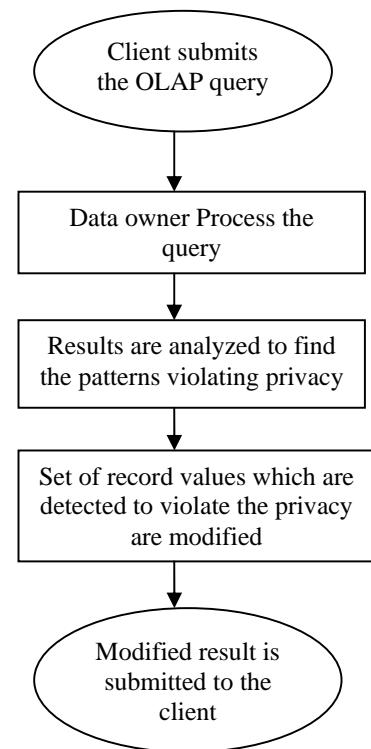 Client submits
the OLAP query
Data owner Process the
query
Results are analyzed to find
the patterns violating privacy
Set of record values which are
detected to violate the privacy
are modified
Modified result is
submitted to the
client